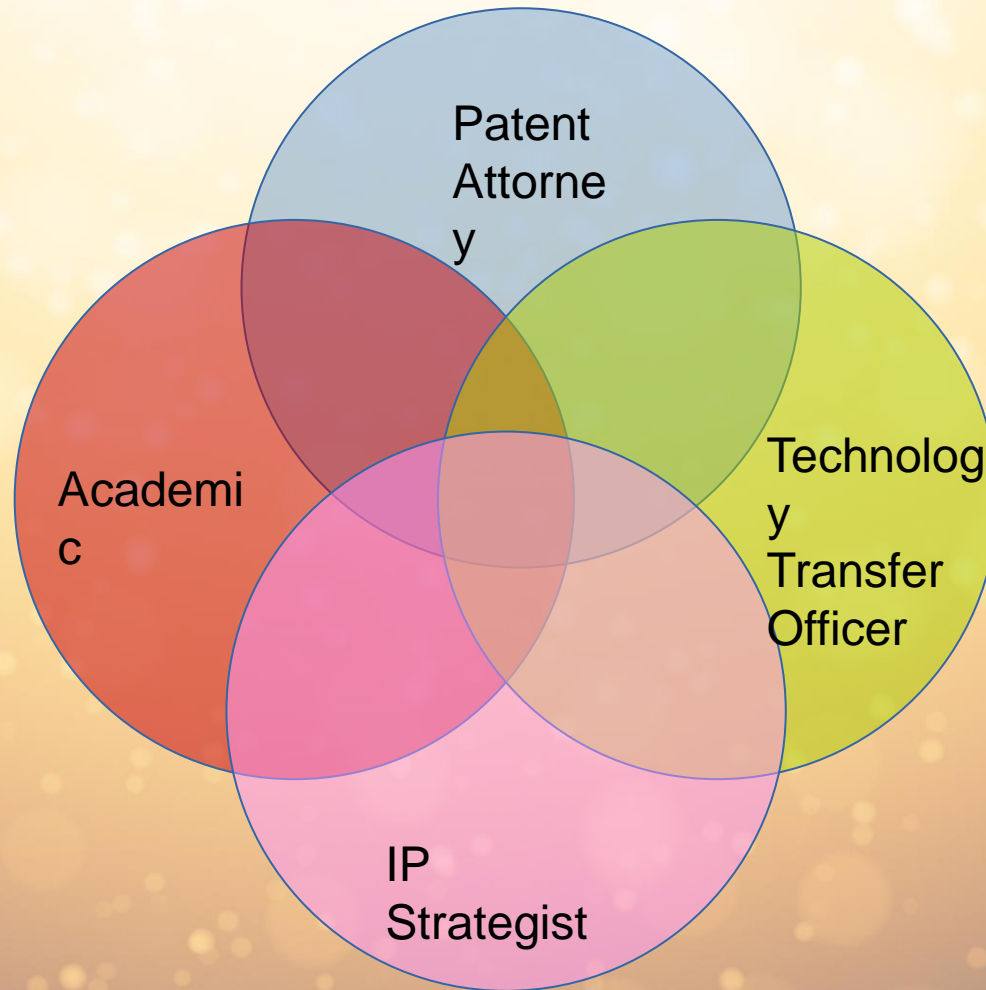 Patent
Attorne
y
Academi
c
Technolog
y
Transfer
Officer
IP
Strategist